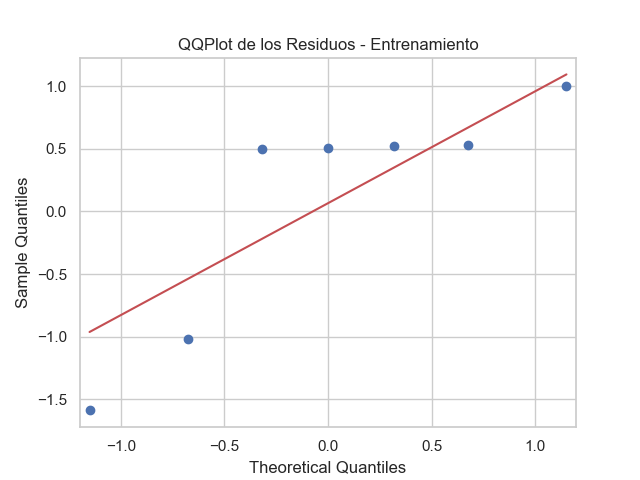 QQPlot de los Residuos - Entrenamiento
1.0
0.5
0.0
−0.5
−1.0
−1.5
Sample Quantiles
−1.0 −0.5 0.0 0.5 1.0
Theoretical Quantiles